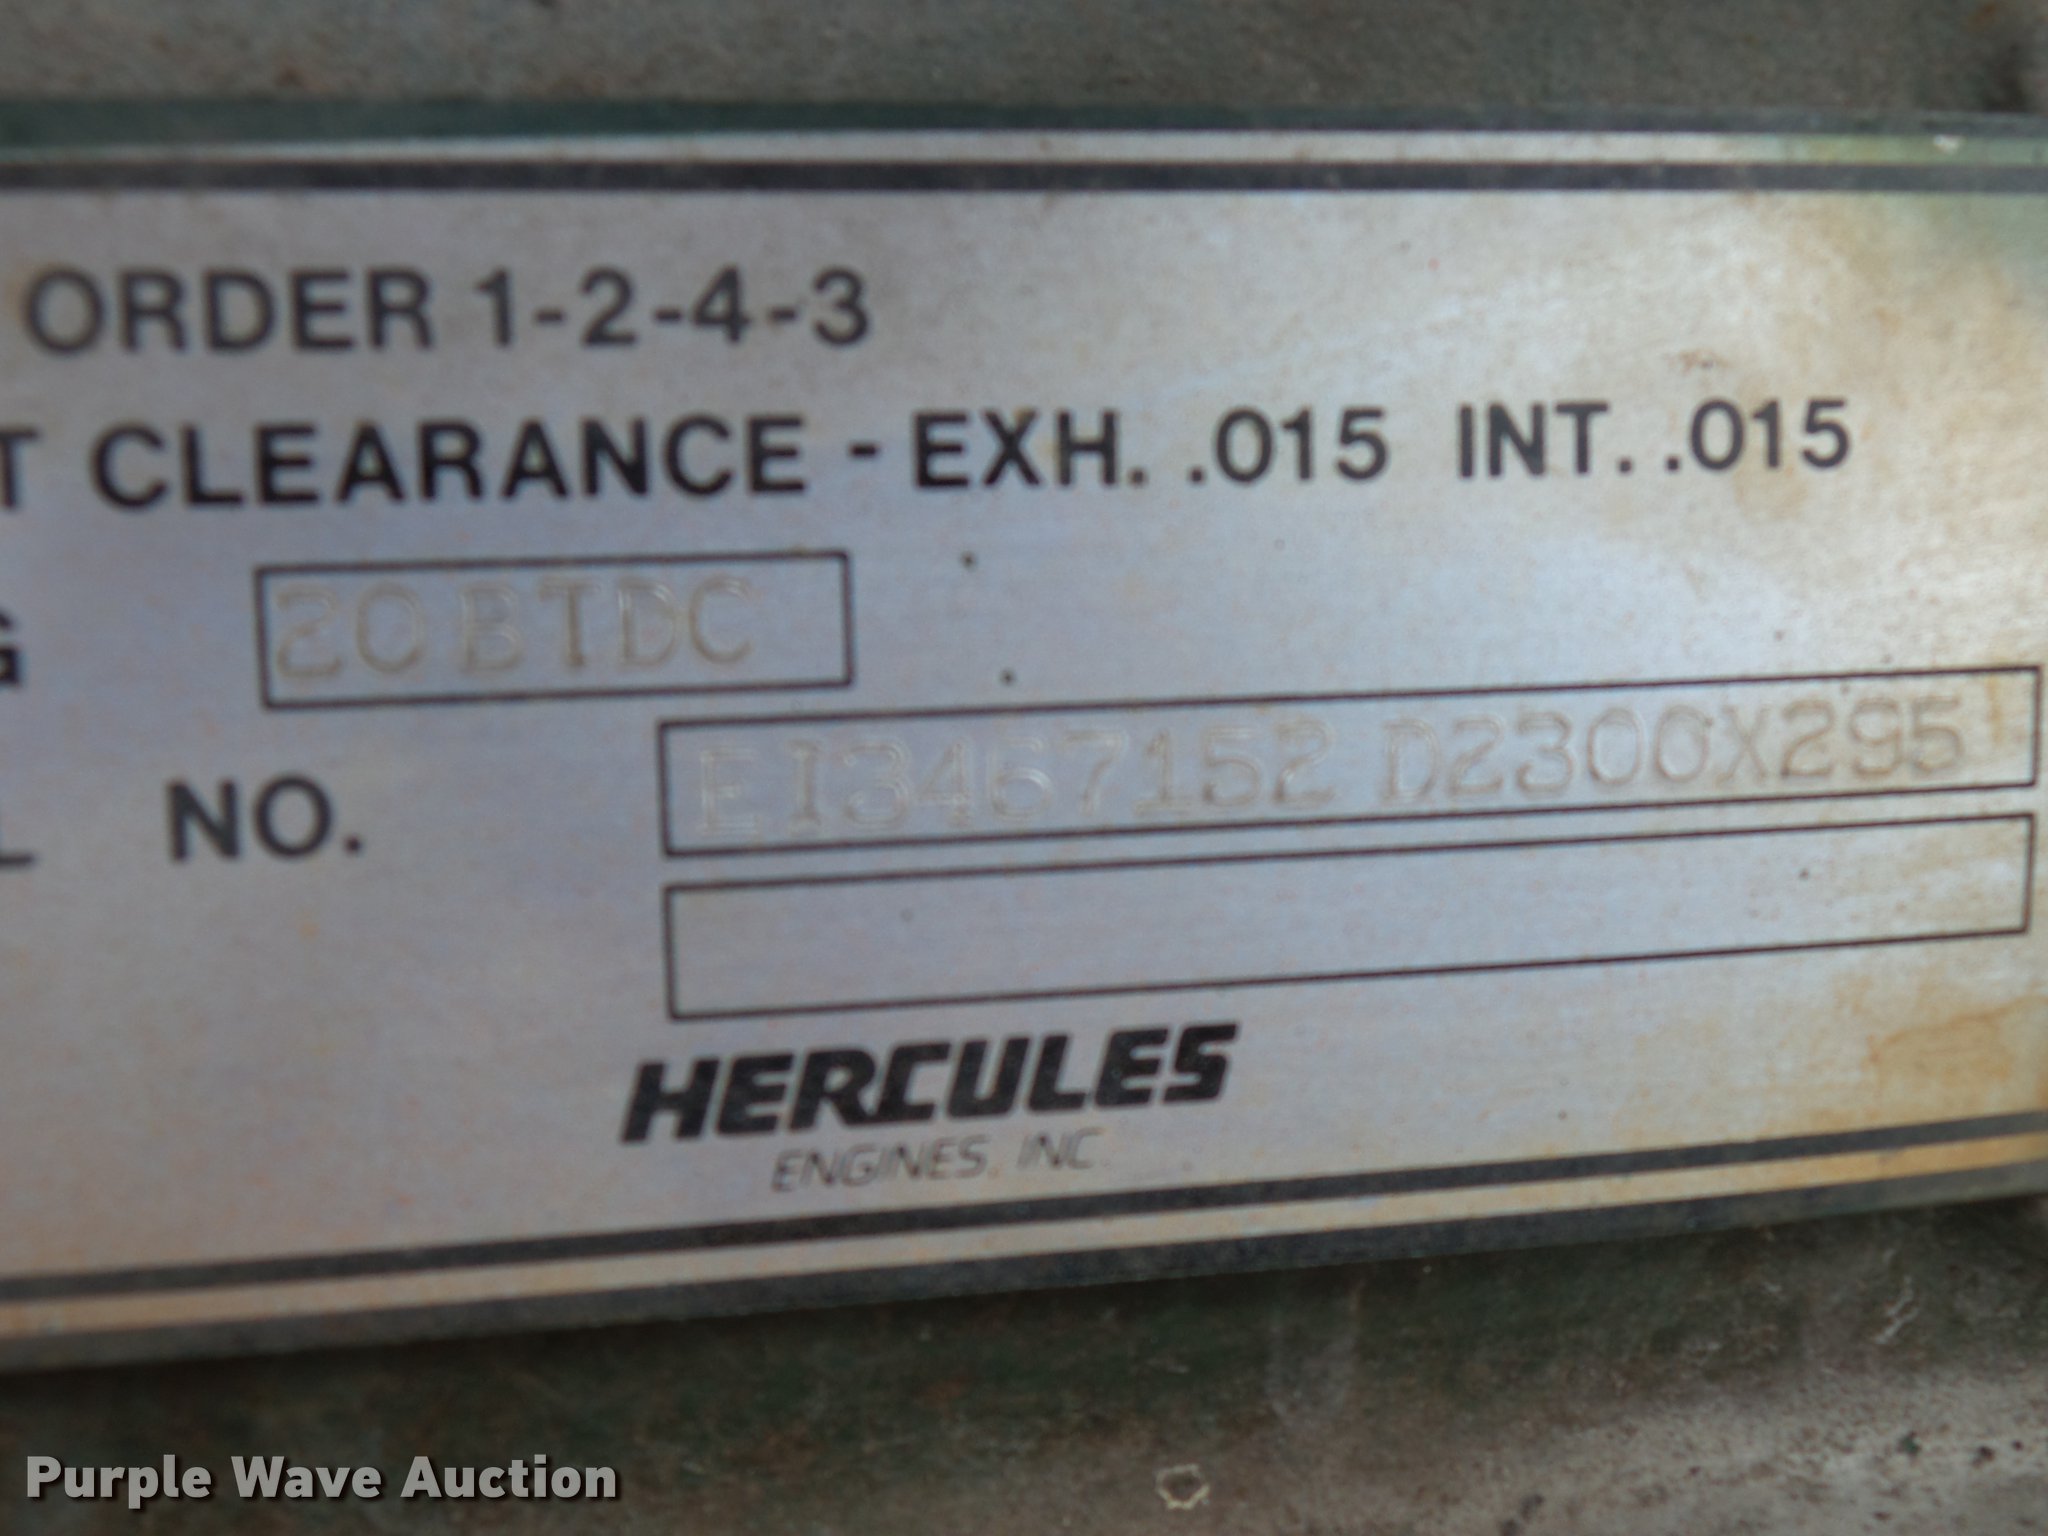 ORDER 1-2-4-3
T CLEARANCE - EXH. .015 INT. .015
G 20 BTDC
L NO. EI3467152 D2300X295
HERCULES
ENGINES, INC.
Purple Wave Auction